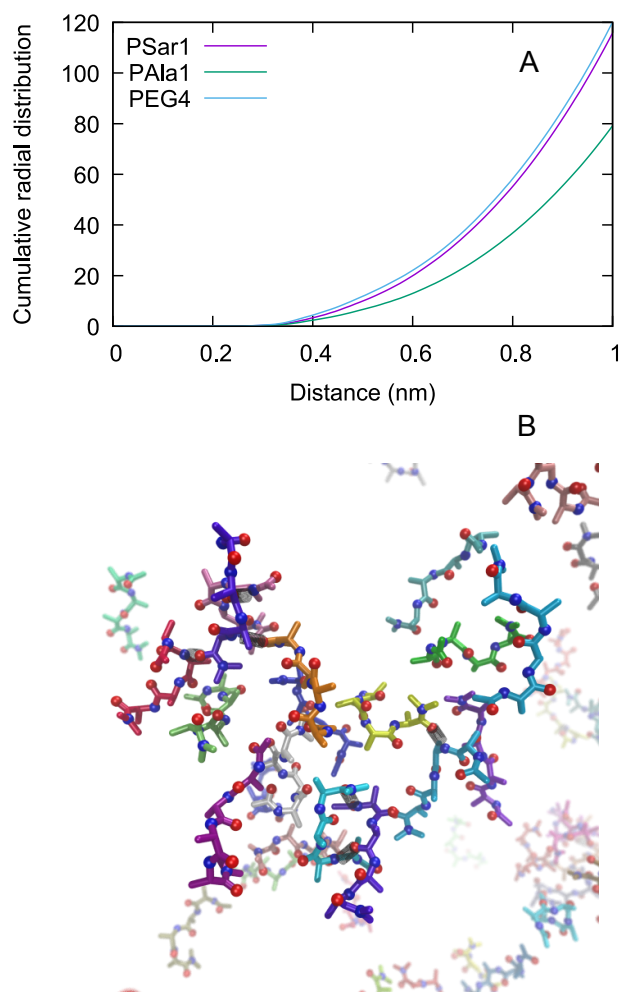 120
100
80
60
40
20
0
Cumulative radial distribution
PSar1
PAla1
PEG4
A
0 0.2 0.4 0.6 0.8 1
Distance (nm)
B